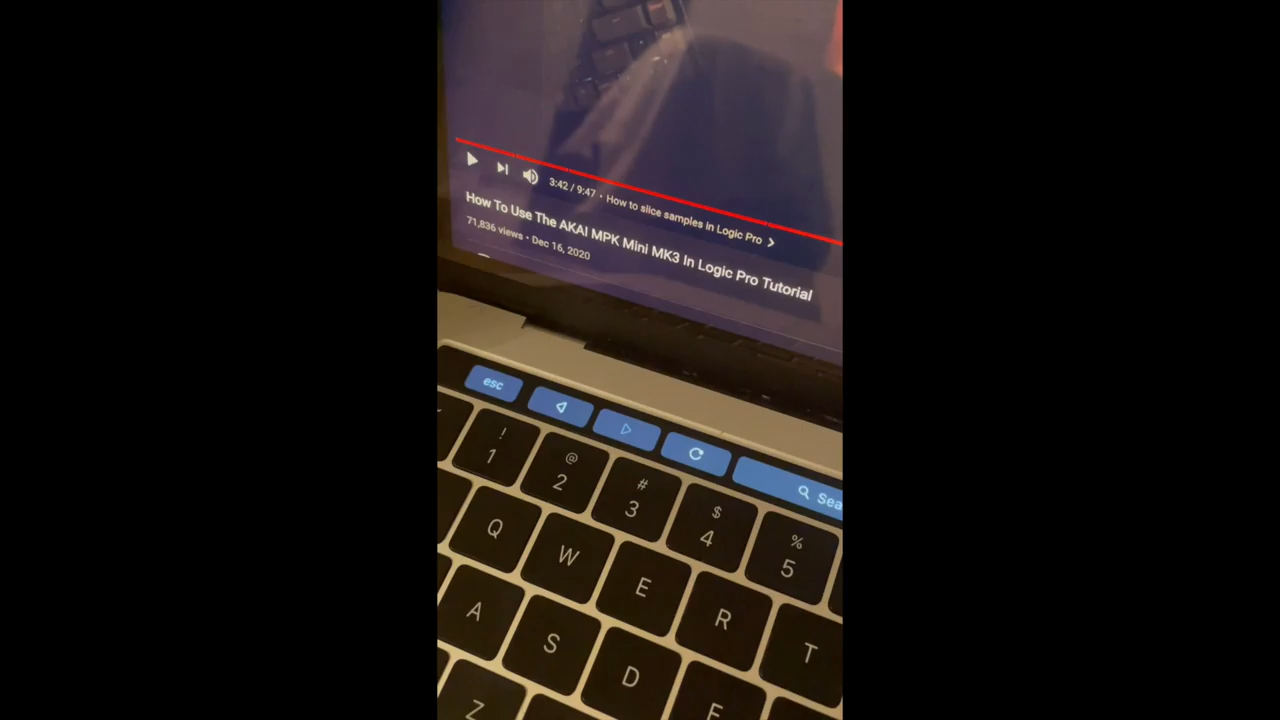 3:42 / 9:47 • How to slice samples in Logic Pro
How To Use The AKAI MPK Mini MK3 In Logic Pro Tutorial
71,836 views • Dec 16, 2020
esc
Sea
! @ # $ %
1 2 3 4 5
Q W E R T
A S D F
Z